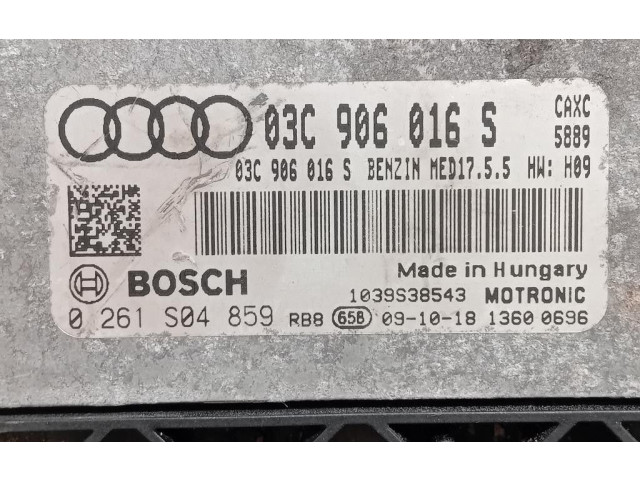 03C 906 016 S CAXC
5889
03C 906 016 S BENZIN MED17.5.5 HW: H09
BOSCH Made in Hungary
1039S38543 MOTRONIC
0 261 S04 859 RB8 65B 09-10-18 1360 0696